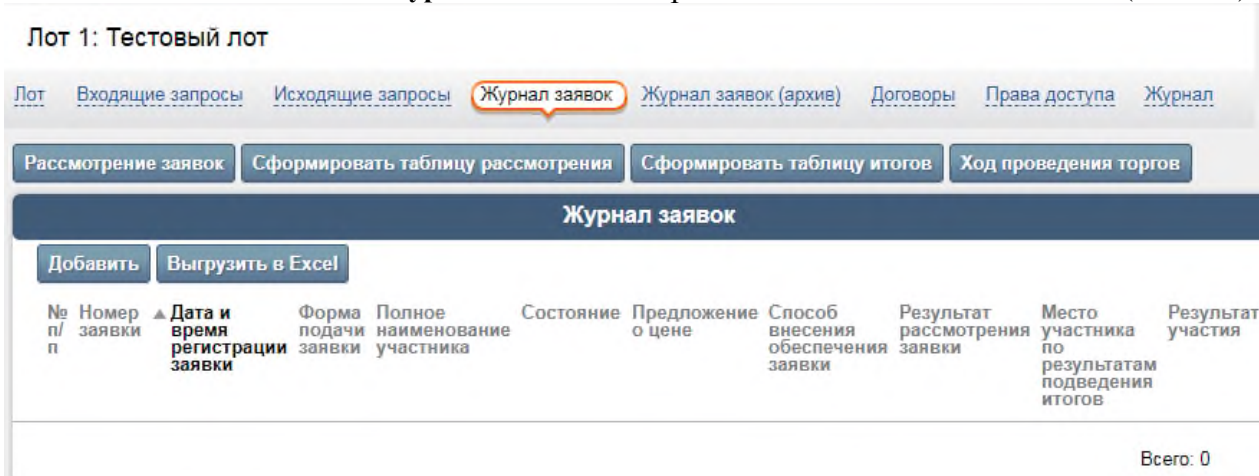 Лот 1: Тестовый лот
Лот Входящие запросы Исходящие запросы Журнал заявок Журнал заявок (архив) Договоры Права доступа Журнал
Рассмотрение заявок Сформировать таблицу рассмотрения Сформировать таблицу итогов Ход проведения торгов
Журнал заявок
Добавить Выгрузить в Excel
№ Номер Дата и Форма Полное Состояние Предложение Способ Результат Место Результат
п/ заявки время подачи наименование о цене внесения рассмотрения участника участия
п регистрации заявки участника обеспечения заявки по
заявки заявки результатам
подведения
итогов
Всего: 0